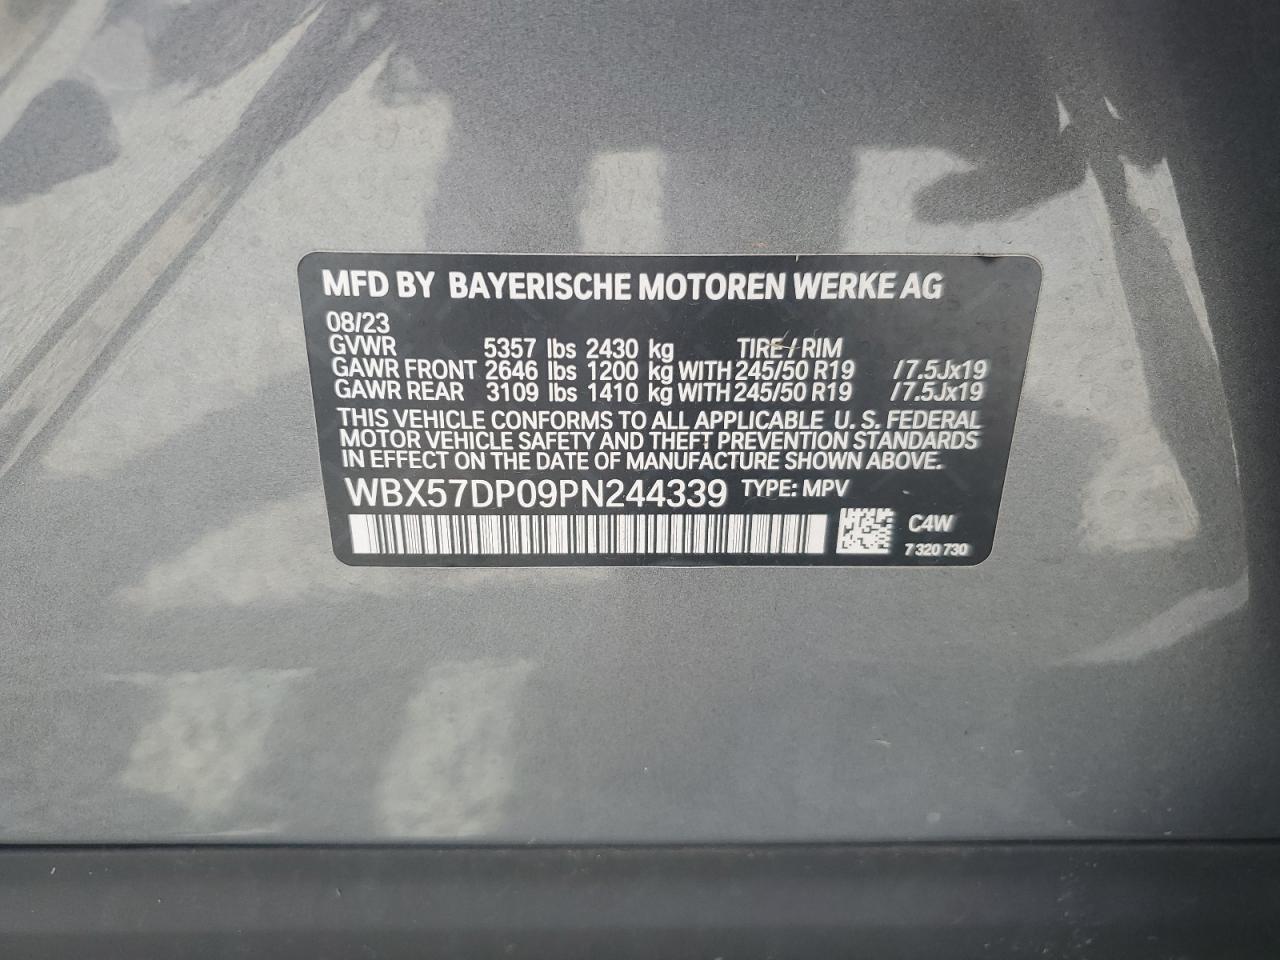 MFD BY BAYERISCHE MOTOREN WERKE AG
08/23
GVWR 5357 lbs 2430 kg TIRE / RIM
GAWR FRONT 2646 lbs 1200 kg WITH 245/50 R19 / 7.5Jx19
GAWR REAR 3109 lbs 1410 kg WITH 245/50 R19 / 7.5Jx19
THIS VEHICLE CONFORMS TO ALL APPLICABLE U. S. FEDERAL
MOTOR VEHICLE SAFETY AND THEFT PREVENTION STANDARDS
IN EFFECT ON THE DATE OF MANUFACTURE SHOWN ABOVE.
WBX57DP09PN244339 TYPE: MPV
C4W
7 320 730